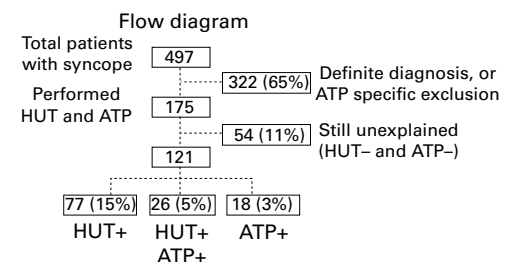 Flow diagram
Total patients
with syncope
497
322 (65%)
Definite diagnosis, or
ATP specific exclusion
Performed
HUT and ATP
175
54 (11%)
Still unexplained
(HUT– and ATP–)
121
77 (15%) 26 (5%) 18 (3%)
HUT+ HUT+ ATP+
ATP+